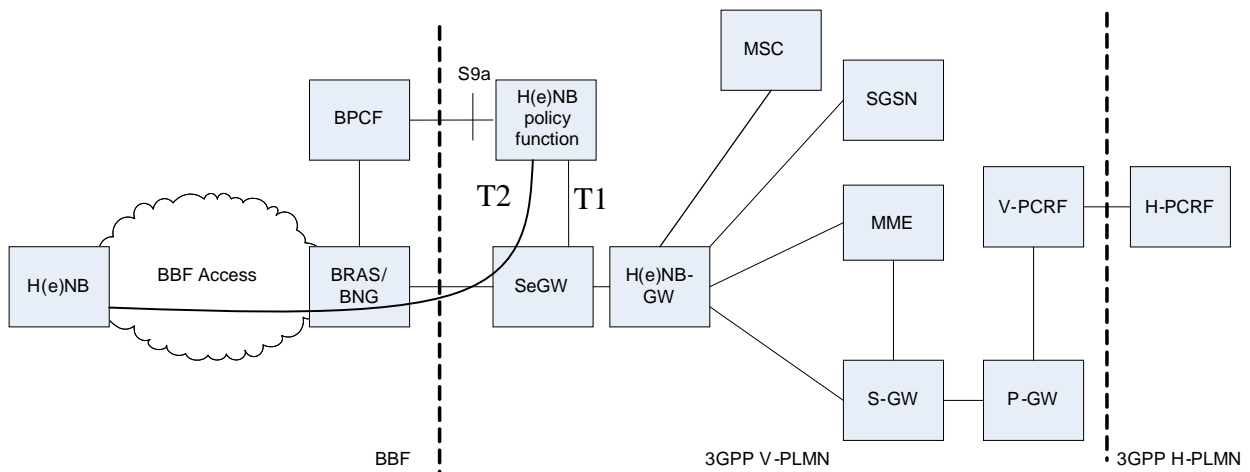 MSC
S9a
SGSN
BPCF
H(e)NB
policy
function
T2
T1
V-PCRF
H-PCRF
MME
H(e)NB
BBF Access
BRAS/
BNG
SeGW
H(e)NB-
GW
S-GW
P-GW
BBF
3GPP V-PLMN
3GPP H-PLMN